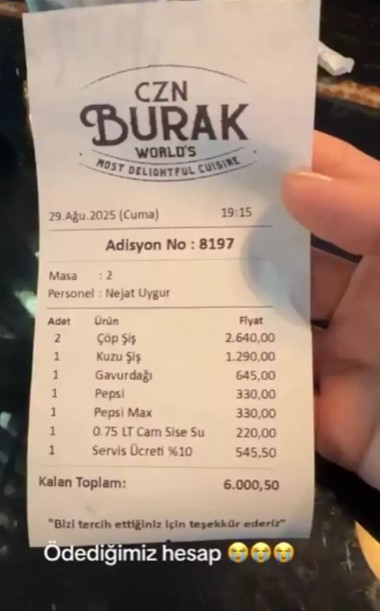 CZN
BURAK
WORLD'S
MOST DELIGHTFUL CUISINE
29.Ağu.2025 (Cuma) 19:15
Adisyon No : 8197
Masa : 2
Personel : Nejat Uygur
Adet Ürün Fiyat
2 Çöp Şiş 2.640,00
1 Kuzu Şiş 1.290,00
1 Gavurdağı 645,00
1 Pepsi 330,00
1 Pepsi Max 330,00
1 0.75 LT Cam Sise Su 220,00
1 Servis Ücreti %10 545,50
Kalan Toplam: 6.000,50
"Bizi tercih ettiğiniz için teşekkür ederiz"
Ödediğimiz hesap 😭😭😭